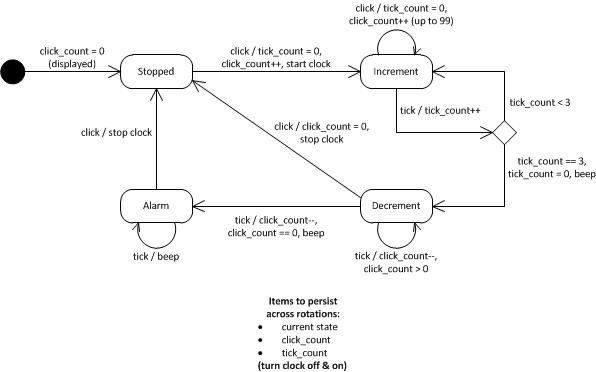 click / tick_count = 0,
click_count++ (up to 99)
click_count = 0
(displayed)
click / tick_count = 0,
click_count++, start clock
Stopped
Increment
tick / tick_count++
tick_count < 3
click / stop clock
click / click_count = 0,
stop clock
tick_count == 3,
tick_count = 0, beep
Alarm
Decrement
tick / click_count--,
click_count == 0, beep
tick / beep
tick / click_count--,
click_count > 0
Items to persist
across rotations:
• current state
• click_count
• tick_count
(turn clock off & on)